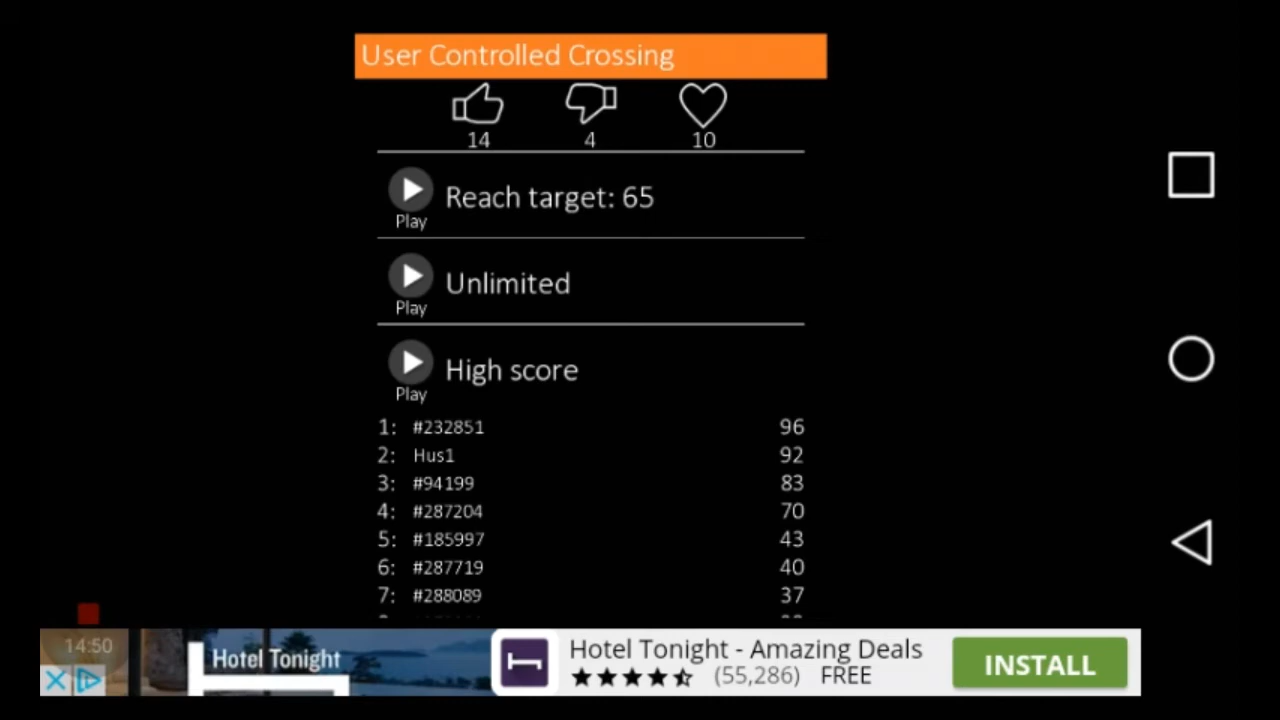 User Controlled Crossing
14 4 10
Play Reach target: 65
Play Unlimited
Play High score
1: #232851 96
2: Hus1 92
3: #94199 83
4: #287204 70
5: #185997 43
6: #287719 40
7: #288089 37
14:50
Hotel Tonight
Hotel Tonight - Amazing Deals
(55,286) FREE
INSTALL